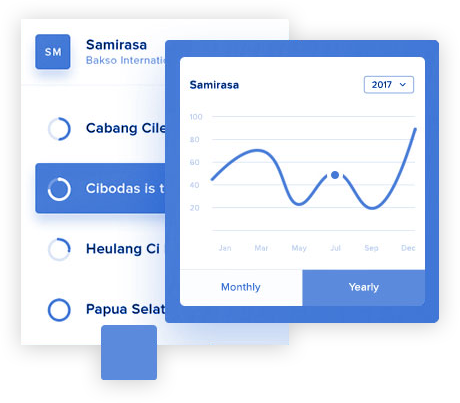 SM
Samirasa
Bakso Internati
Cabang Cile
Cibodas is t
Heulang Ci
Papua Selat
Samirasa
2017
100
80
60
40
20
Jan Mar May Jul Sep Dec
Monthly Yearly